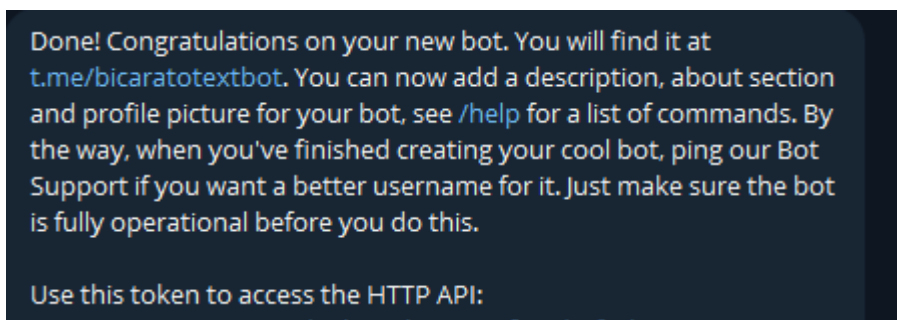 Done! Congratulations on your new bot. You will find it at
t.me/bicaratotextbot. You can now add a description, about section
and profile picture for your bot, see /help for a list of commands. By
the way, when you've finished creating your cool bot, ping our Bot
Support if you want a better username for it. Just make sure the bot
is fully operational before you do this.
Use this token to access the HTTP API: